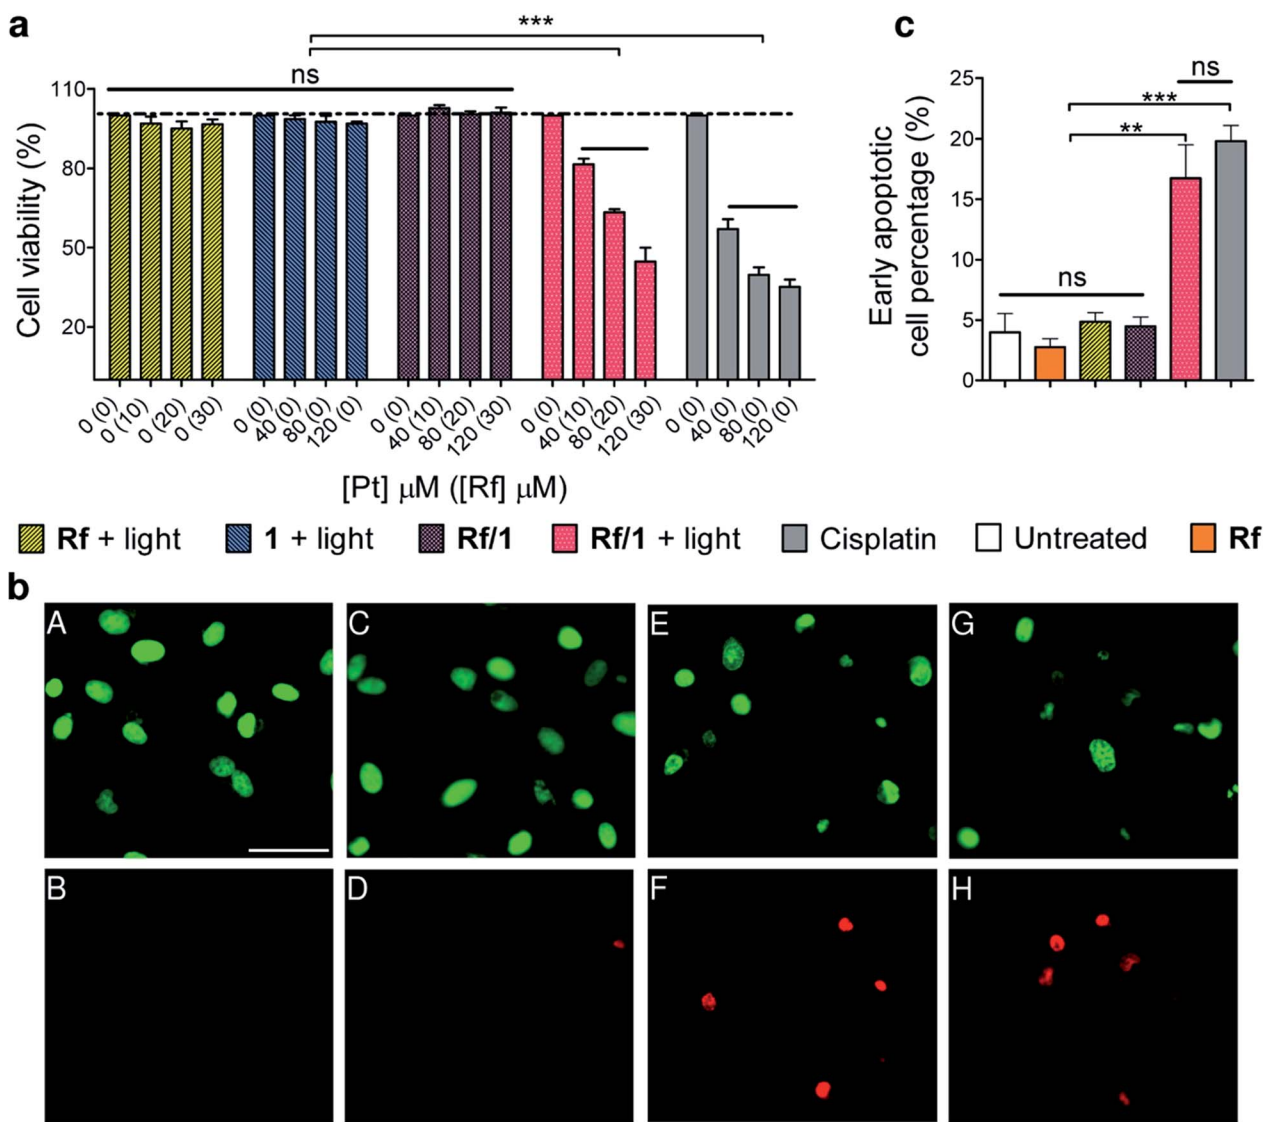 a
***
ns
110
80
50
20
Cell viability (%)
0 (0)
0 (10)
0 (20)
0 (30)
0 (0)
40 (0)
80 (0)
120 (0)
0 (0)
40 (10)
80 (20)
120 (30)
0 (0)
40 (10)
80 (20)
120 (30)
0 (0)
40 (0)
80 (0)
120 (0)
[Pt] μM ([Rf] μM)
c
ns
***
**
ns
25
20
15
10
5
0
Early apoptotic
cell percentage (%)
Rf + light
1 + light
Rf/1
Rf/1 + light
Cisplatin
Untreated
Rf
b
A
C
E
G
B
D
F
H